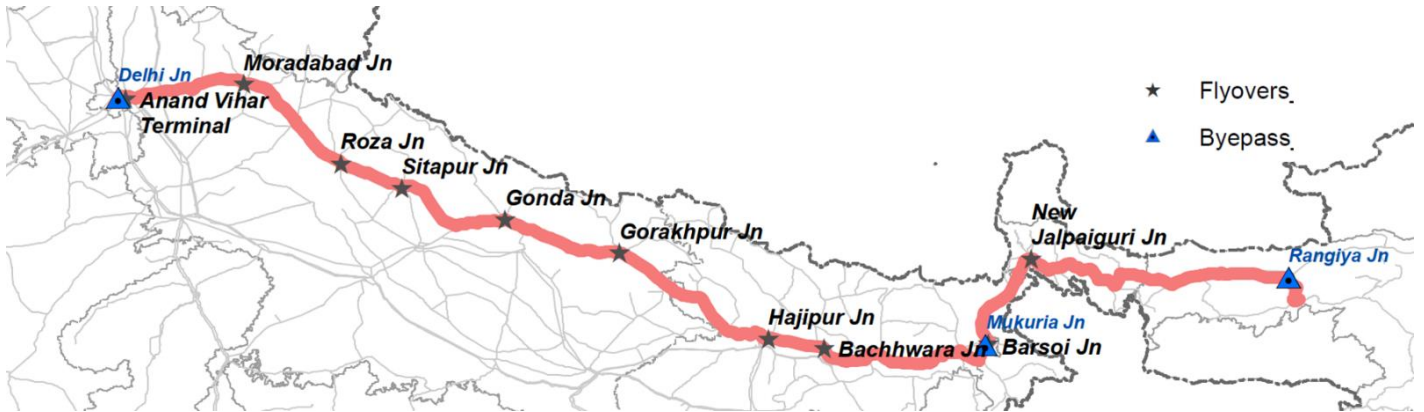 Moradabad Jn
Delhi Jn
Anand Vihar
Terminal
Roza Jn
Sitapur Jn
Gonda Jn
Gorakhpur Jn
Hajipur Jn
Bachhwara Jn
Mukuria Jn
Barsoi Jn
New
Jalpaiguri Jn
Rangiya Jn
Flyovers
Byepass